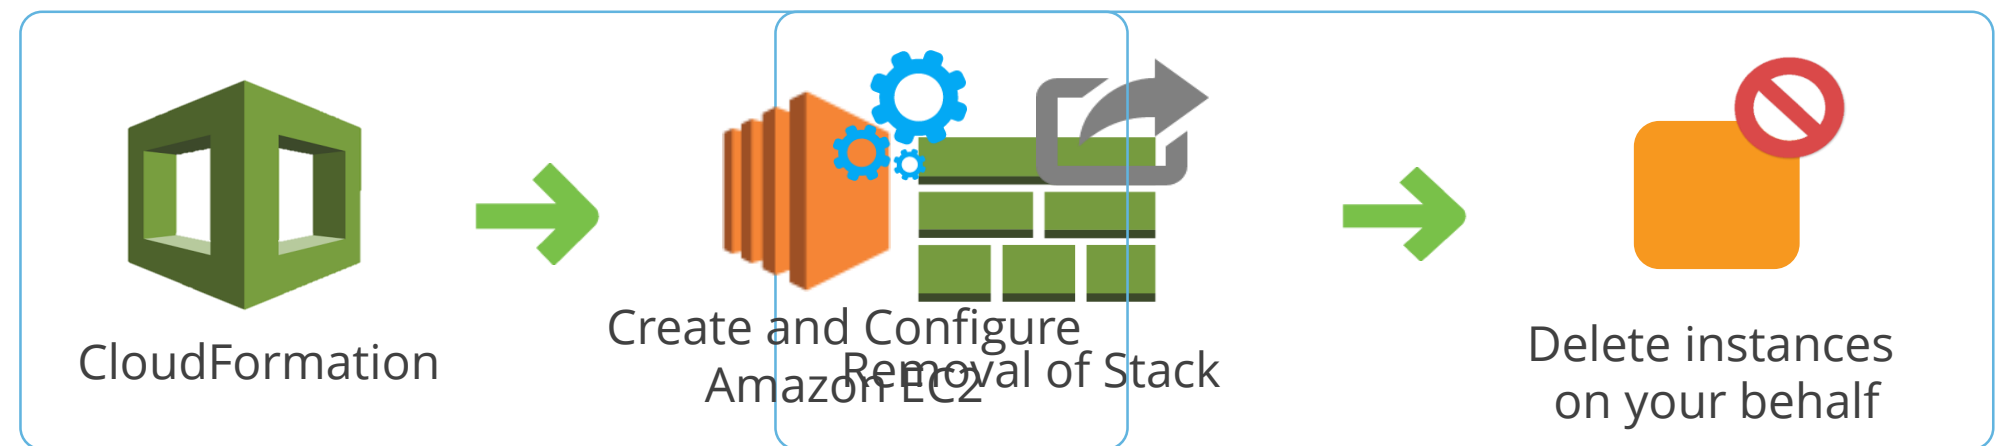 CloudFormation
Create and Configure
Amazon EC2
Removal of Stack
Delete instances
on your behalf